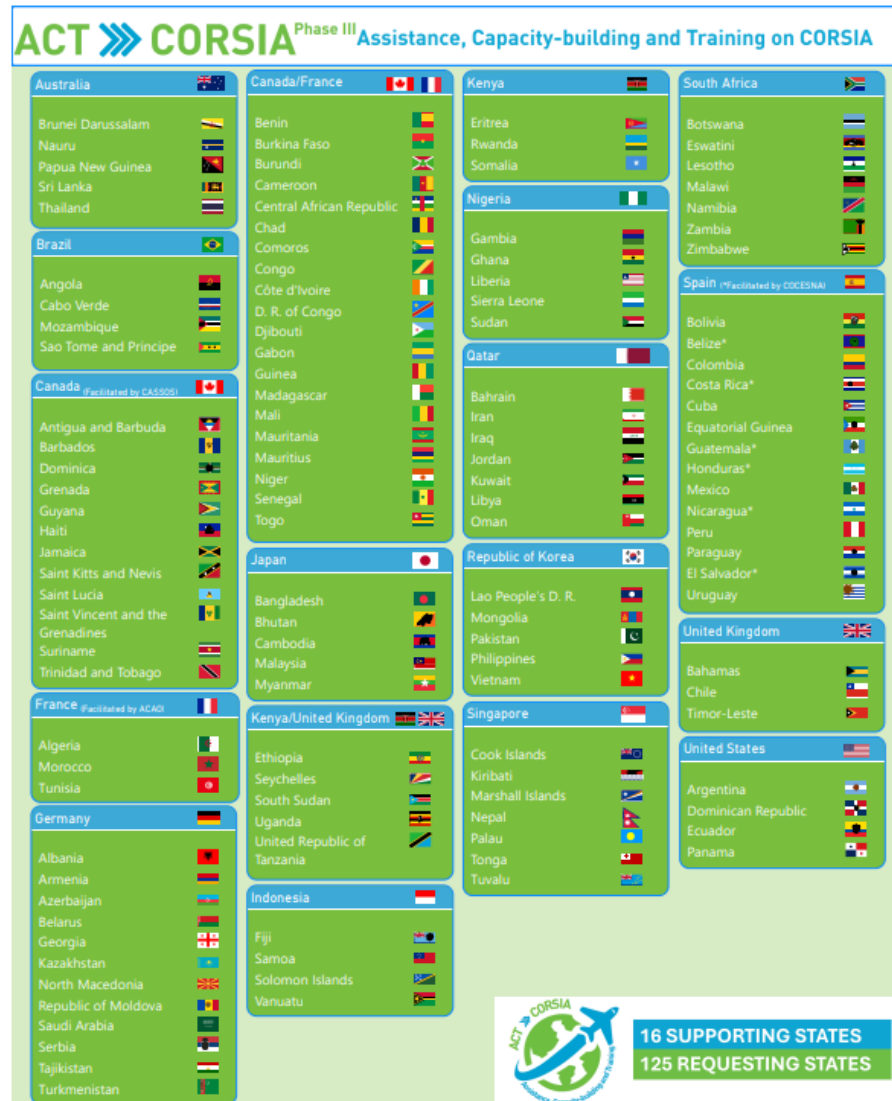 ACT CORSIA Phase III Assistance, Capacity-building and Training on CORSIA
Australia
Brunei Darussalam
Nauru
Papua New Guinea
Sri Lanka
Thailand
Brazil
Angola
Cabo Verde
Mozambique
Sao Tome and Principe
Canada (Facilitated by CASSOS)
Antigua and Barbuda
Barbados
Dominica
Grenada
Guyana
Haiti
Jamaica
Saint Kitts and Nevis
Saint Lucia
Saint Vincent and the
Grenadines
Suriname
Trinidad and Tobago
France (Facilitated by ACAO)
Algeria
Morocco
Tunisia
Germany
Albania
Armenia
Azerbaijan
Belarus
Georgia
Kazakhstan
North Macedonia
Republic of Moldova
Saudi Arabia
Serbia
Tajikistan
Turkmenistan
Canada/France
Benin
Burkina Faso
Burundi
Cameroon
Central African Republic
Chad
Comoros
Congo
Côte d'Ivoire
D. R. of Congo
Djibouti
Gabon
Guinea
Madagascar
Mali
Mauritania
Mauritius
Niger
Senegal
Togo
Japan
Bangladesh
Bhutan
Cambodia
Malaysia
Myanmar
Kenya/United Kingdom
Ethiopia
Seychelles
South Sudan
Uganda
United Republic of
Tanzania
Indonesia
Fiji
Samoa
Solomon Islands
Vanuatu
Kenya
Eritrea
Rwanda
Somalia
Nigeria
Gambia
Ghana
Liberia
Sierra Leone
Sudan
Qatar
Bahrain
Iran
Iraq
Jordan
Kuwait
Libya
Oman
Republic of Korea
Lao People's D. R.
Mongolia
Pakistan
Philippines
Vietnam
Singapore
Cook Islands
Kiribati
Marshall Islands
Nepal
Palau
Tonga
Tuvalu
South Africa
Botswana
Eswatini
Lesotho
Malawi
Namibia
Zambia
Zimbabwe
Spain (*Facilitated by COCESNA)
Bolivia
Belize*
Colombia
Costa Rica*
Cuba
Equatorial Guinea
Guatemala*
Honduras*
Mexico
Nicaragua*
Peru
Paraguay
El Salvador*
Uruguay
United Kingdom
Bahamas
Chile
Timor-Leste
United States
Argentina
Dominican Republic
Ecuador
Panama
ACT CORSIA
Assistance, Capacity-building and Training
16 SUPPORTING STATES
125 REQUESTING STATES